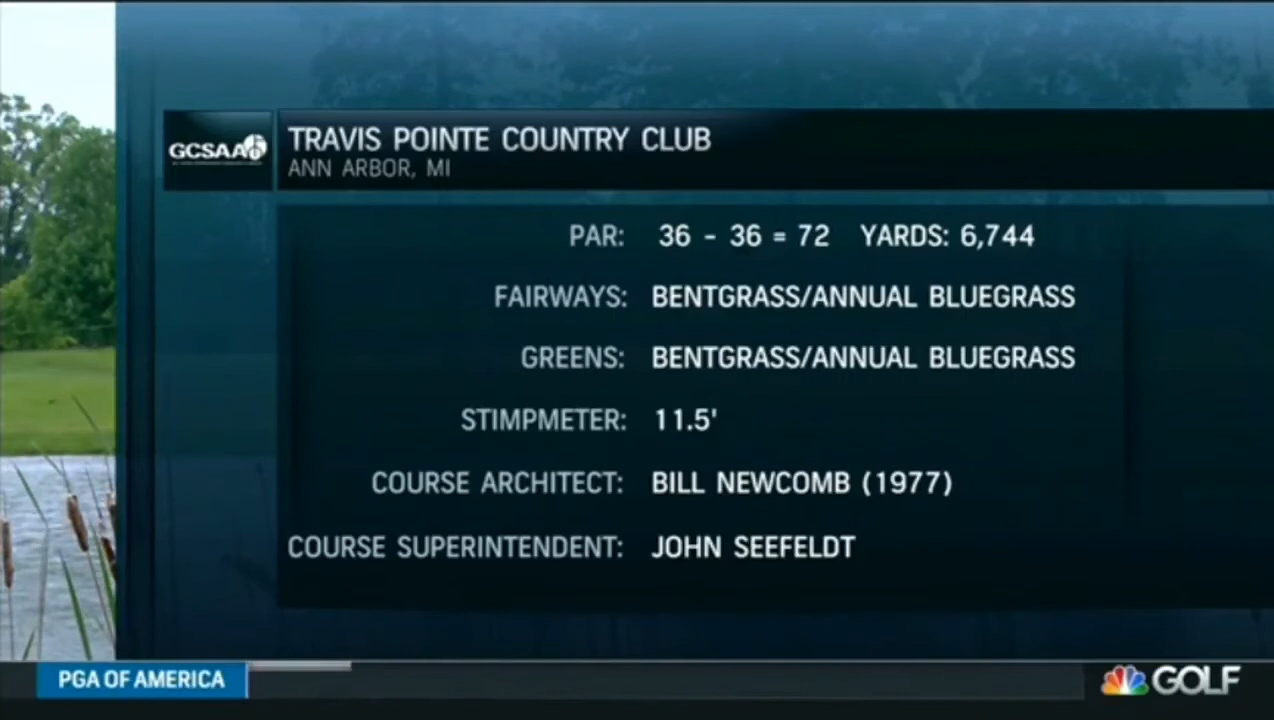 GCSAA
TRAVIS POINTE COUNTRY CLUB
ANN ARBOR, MI
PAR: 36 - 36 = 72 YARDS: 6,744
FAIRWAYS: BENTGRASS/ANNUAL BLUEGRASS
GREENS: BENTGRASS/ANNUAL BLUEGRASS
STIMPMETER: 11.5'
COURSE ARCHITECT: BILL NEWCOMB (1977)
COURSE SUPERINTENDENT: JOHN SEEFELDT
PGA OF AMERICA
GOLF